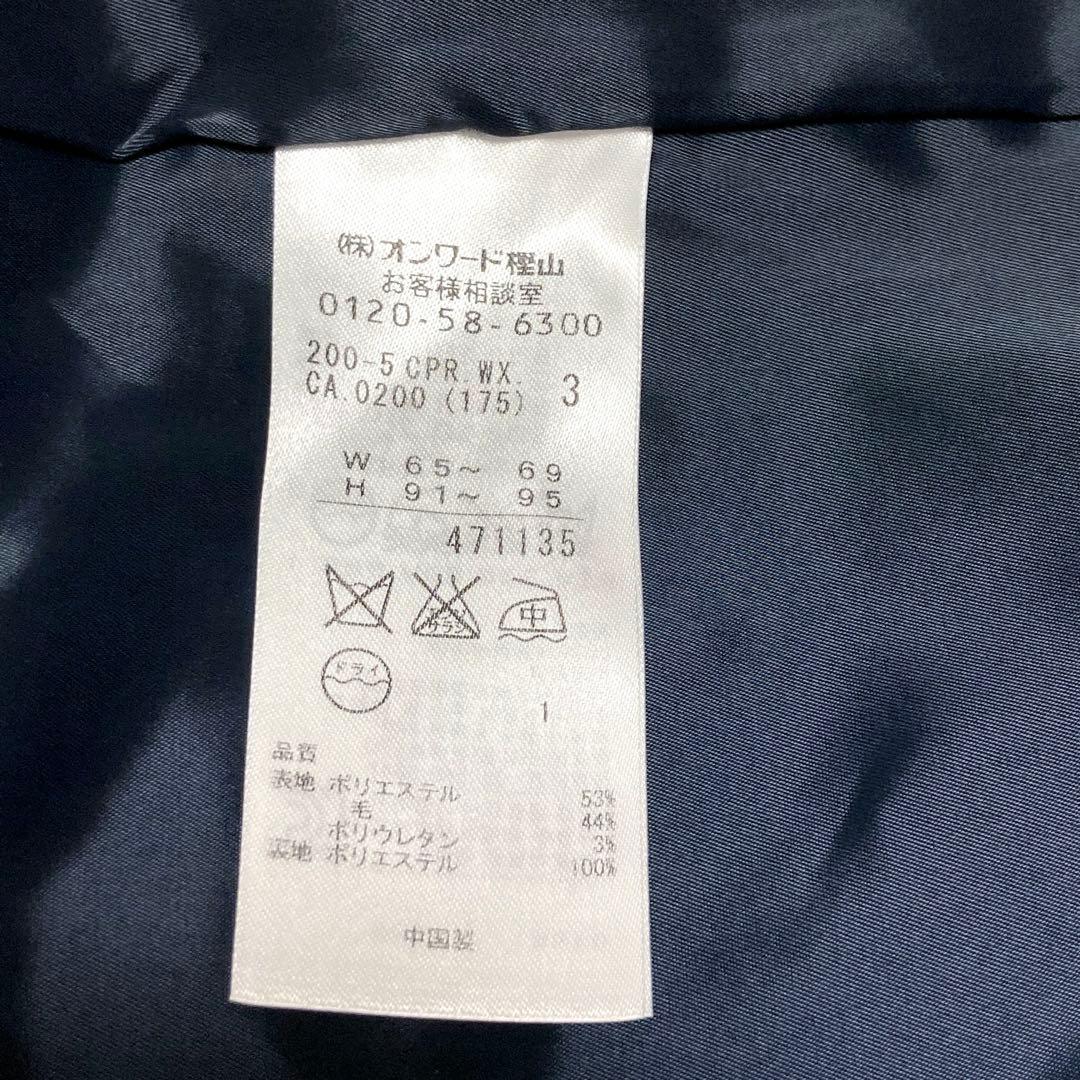 (株)オンワード樫山
お客様相談室
0120-58-6300
200-5 CPR WX. 3
CA.0200 (175)
W 65～ 69
H 91～ 95
471135
中
ドライ
1
品質
表地 ポリエステル 53%
毛 44%
ポリウレタン 3%
裏地 ポリエステル 100%
中国製